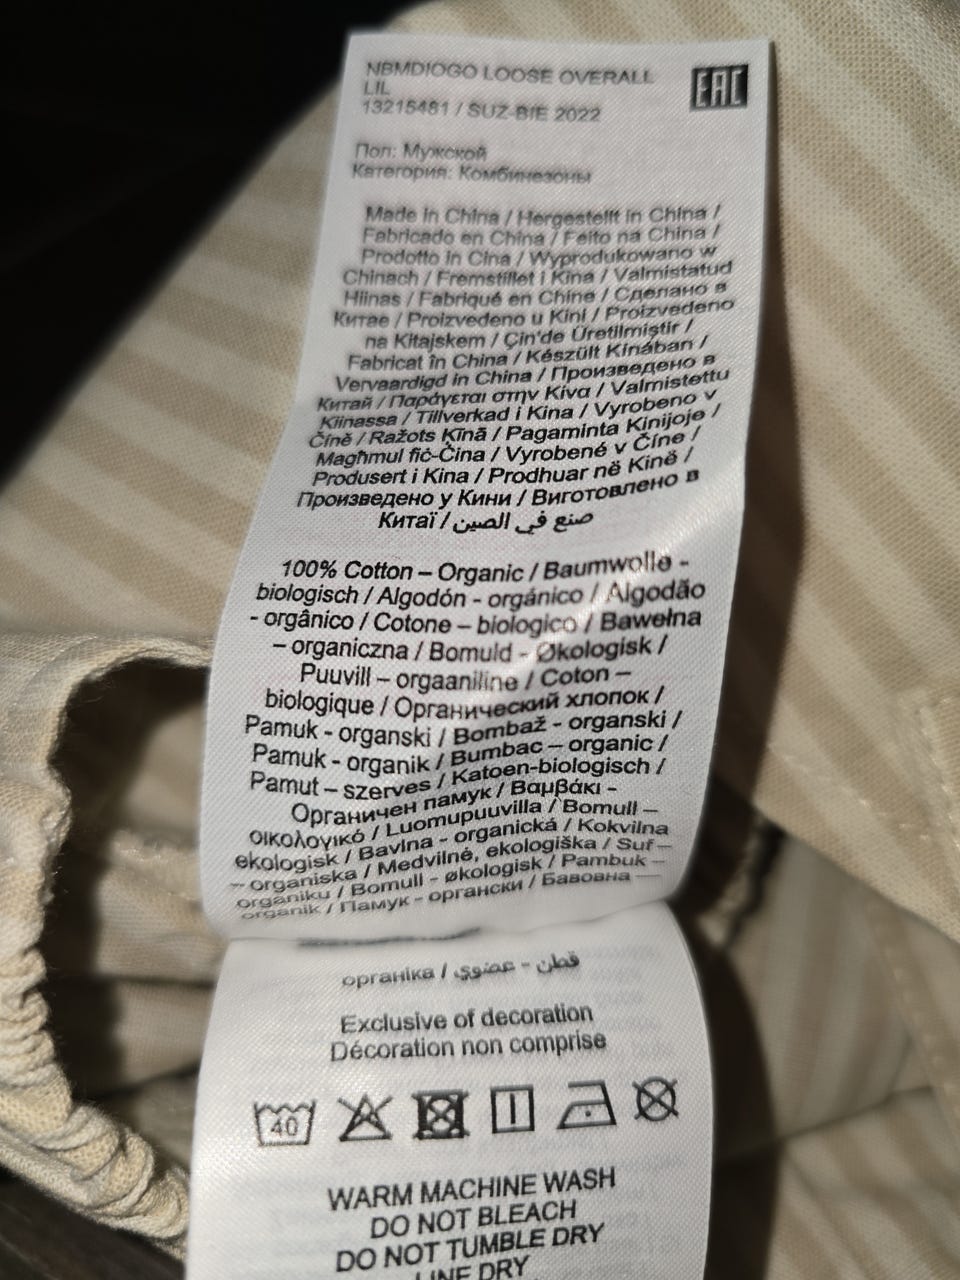 NBMDIOGO LOOSE OVERALL
LIL
13215481 / SUZ-BIE 2022
EAC
Пол: Мужской
Категория: Комбинезоны
Made in China / Hergestellt in China /
Fabricado en China / Feito na China /
Prodotto in Cina / Wyprodukowano w
Chinach / Fremstillet i Kina / Valmistatud
Hiinas / Fabriqué en Chine / Сделано в
Китае / Proizvedeno u Kini / Proizvedeno
na Kitajskem / Çin'de Üretilmiştir /
Fabricat în China / Készült Kínában /
Vervaardigd in China / Произведено в
Китай / Παράγεται στην Κίνα / Valmistettu
Kiinassa / Tillverkad i Kina / Vyrobeno v
Číně / Ražots Ķīnā / Pagaminta Kinijoje /
Magħmul fiċ-Ċina / Vyrobené v Číne /
Produsert i Kina / Prodhuar në Kinë /
Произведено у Кини / Виготовлено в
Китаї / صنع في الصين
100% Cotton – Organic / Baumwolle -
biologisch / Algodón - orgánico / Algodão
- orgânico / Cotone – biologico / Bawełna
– organiczna / Bomuld - Økologisk /
Puuvill – orgaaniline / Coton –
biologique / Органический хлопок /
Pamuk - organski / Bombaž - organski /
Pamuk - organik / Bumbac – organic /
Pamut – szerves / Katoen-biologisch /
Органичен памук / Βαμβάκι -
οικολογικό / Luomupuuvilla / Bomull –
ekologisk / Bavlna - organická / Kokvilna
– organiska / Medvilnė, ekologiška / Suf –
organiku / Bomull - økologisk / Pambuk –
organik / Памук - органски / Бавовна —
органіка / قطن - عضوي
Exclusive of decoration
Décoration non comprise
40
WARM MACHINE WASH
DO NOT BLEACH
DO NOT TUMBLE DRY
LINE DRY